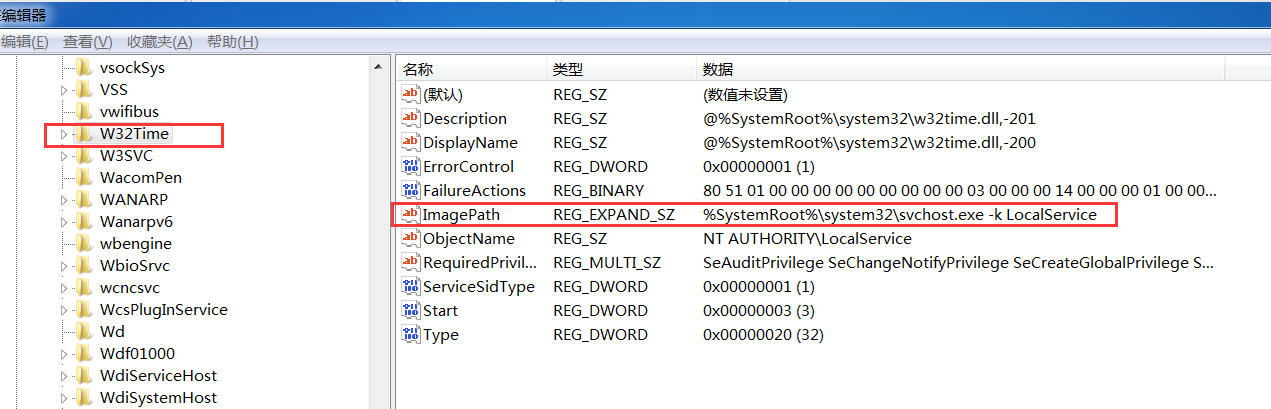 编辑器
编辑(E) 查看(V) 收藏夹(A) 帮助(H)
vsockSys
VSS
vwifibus
W32Time
W3SVC
WacomPen
WANARP
Wanarpv6
wbengine
WbioSrvc
wcncsvc
WcsPlugInService
Wd
Wdf01000
WdiServiceHost
WdiSystemHost
名称 类型 数据
(默认) REG_SZ (数值未设置)
Description REG_SZ @%SystemRoot%\system32\w32time.dll,-201
DisplayName REG_SZ @%SystemRoot%\system32\w32time.dll,-200
ErrorControl REG_DWORD 0x00000001 (1)
FailureActions REG_BINARY 80 51 01 00 00 00 00 00 00 00 00 00 03 00 00 00 14 00 00 00 01 00 00...
ImagePath REG_EXPAND_SZ %SystemRoot%\system32\svchost.exe -k LocalService
ObjectName REG_SZ NT AUTHORITY\LocalService
RequiredPrivil... REG_MULTI_SZ SeAuditPrivilege SeChangeNotifyPrivilege SeCreateGlobalPrivilege S...
ServiceSidType REG_DWORD 0x00000001 (1)
Start REG_DWORD 0x00000003 (3)
Type REG_DWORD 0x00000020 (32)